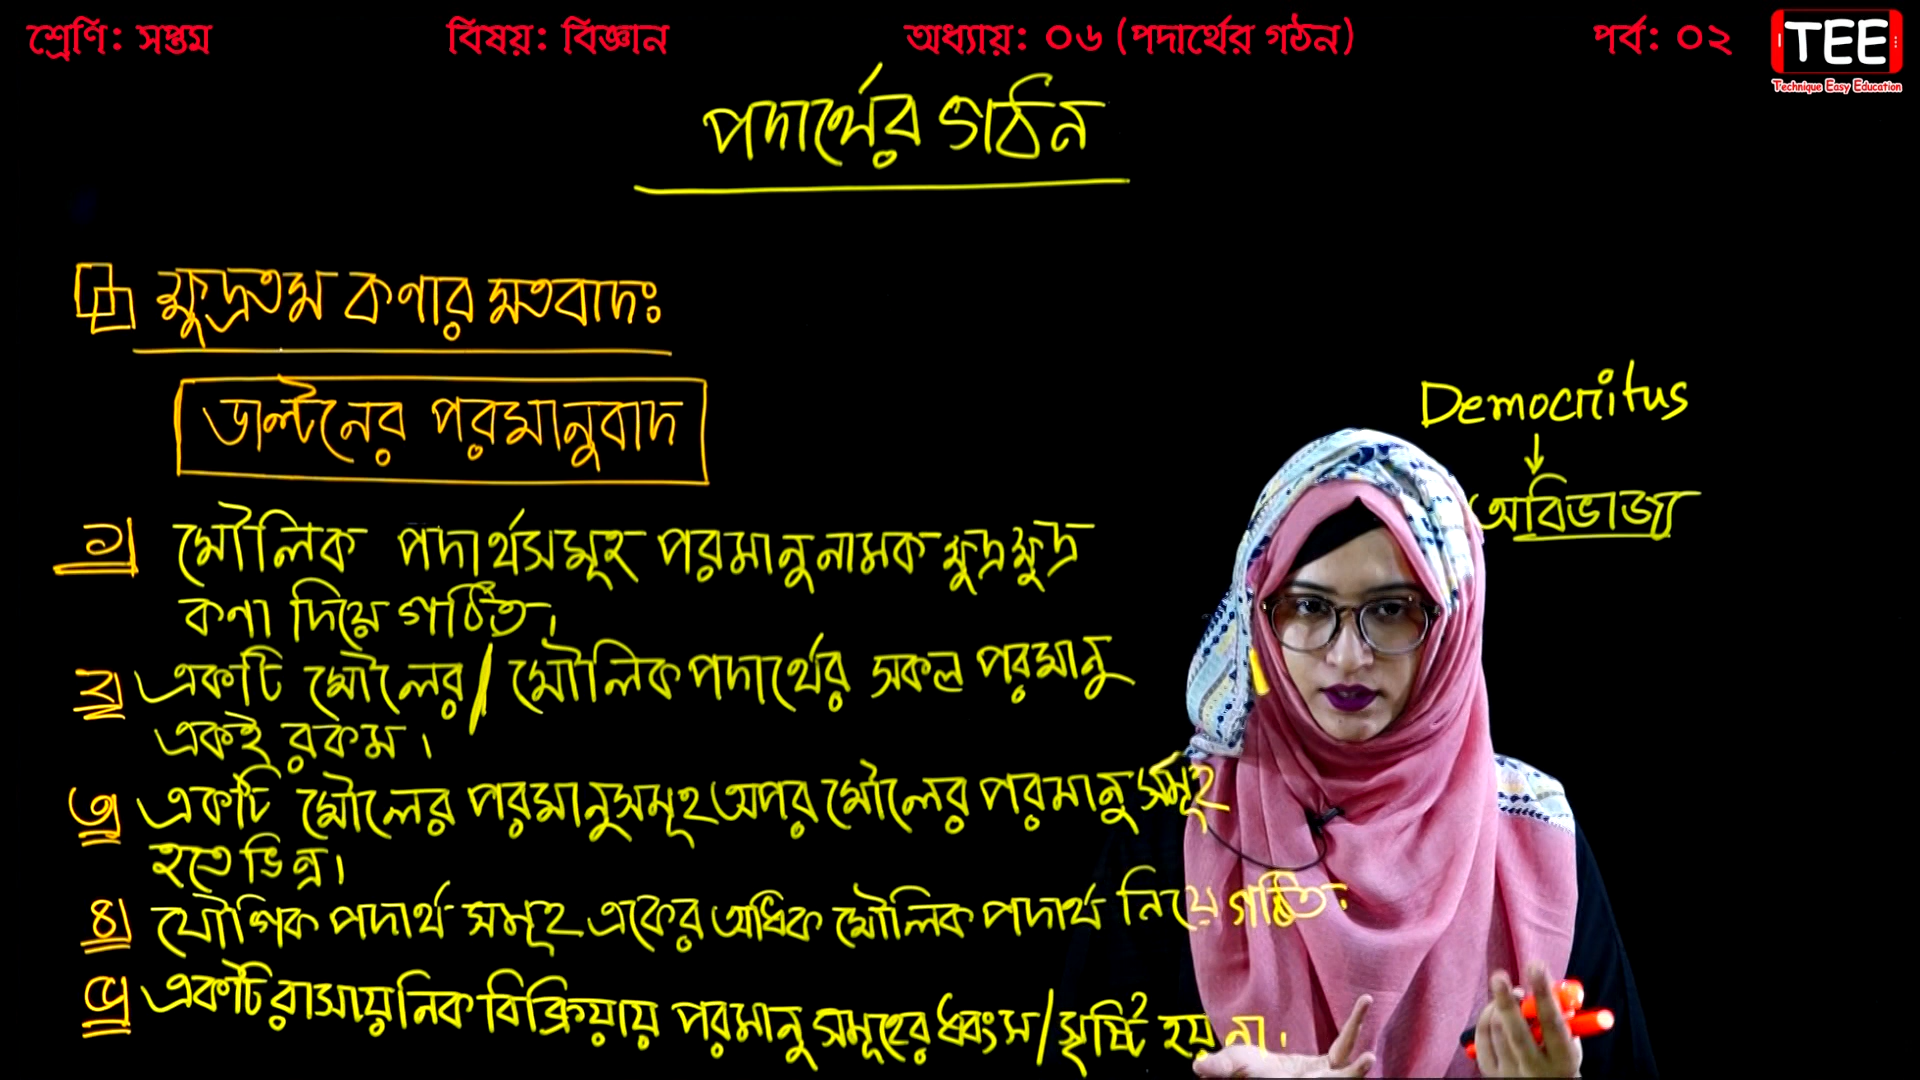 শ্রেণি: সপ্তম
বিষয়: বিজ্ঞান
অধ্যায়: ০৬ (পদার্থের গঠন)
পর্ব: ০২
TEE
Technique Easy Education
পদার্থের গঠন
ক্ষুদ্রতম কণার মতবাদঃ
ডাল্টনের পরমানুবাদ
Democritus
↓
অবিভাজ্য
১। মৌলিক পদার্থসমূহ পরমানু নামক ক্ষুদ্র ক্ষুদ্র
কণা দিয়ে গঠিত।
২। একটি মৌলের/মৌলিক পদার্থের সকল পরমানু
একই রকম।
৩। একটি মৌলের পরমানুসমূহ অপর মৌলের পরমানু সমূহ
হতে ভিন্ন।
৪। যৌগিক পদার্থ সমূহ একের অধিক মৌলিক পদার্থ নিয়ে গঠিত।
৫। একটি রাসায়নিক বিক্রিয়ায় পরমানু সমূহের ধ্বংস/সৃষ্টি হয় না।